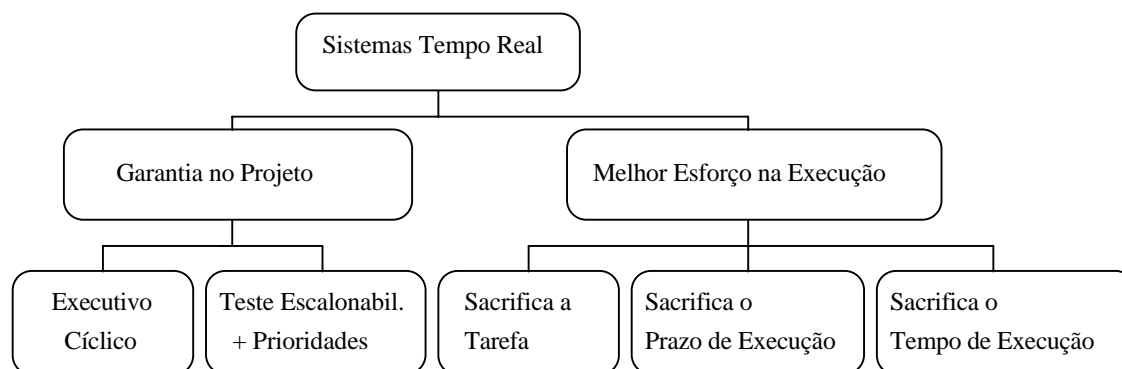 Sistemas Tempo Real
Garantia no Projeto
Melhor Esforço na Execução
Executivo
Cíclico
Teste Escalonabil.
+ Prioridades
Sacrifica a
Tarefa
Sacrifica o
Prazo de Execução
Sacrifica o
Tempo de Execução